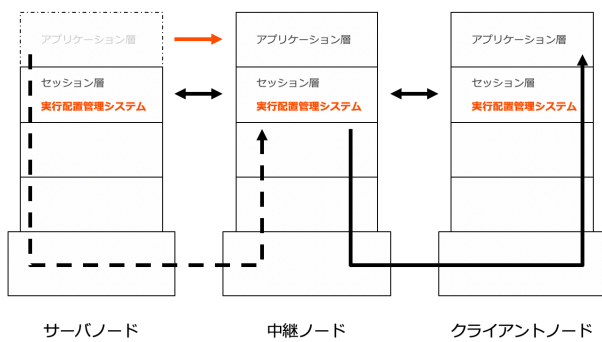 アプリケーション層
アプリケーション層
アプリケーション層
セッション層
実行配置管理システム
セッション層
実行配置管理システム
セッション層
実行配置管理システム
サーバノード
中継ノード
クライアントノード